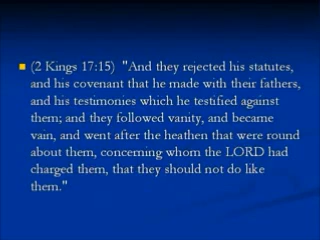 (2 Kings 17:15)  "And they rejected his statutes,
and his covenant that he made with their fathers,
and his testimonies which he testified against
them; and they followed vanity, and became
vain, and went after the heathen that were round
about them, concerning whom the LORD had
charged them, that they should not do like
them."